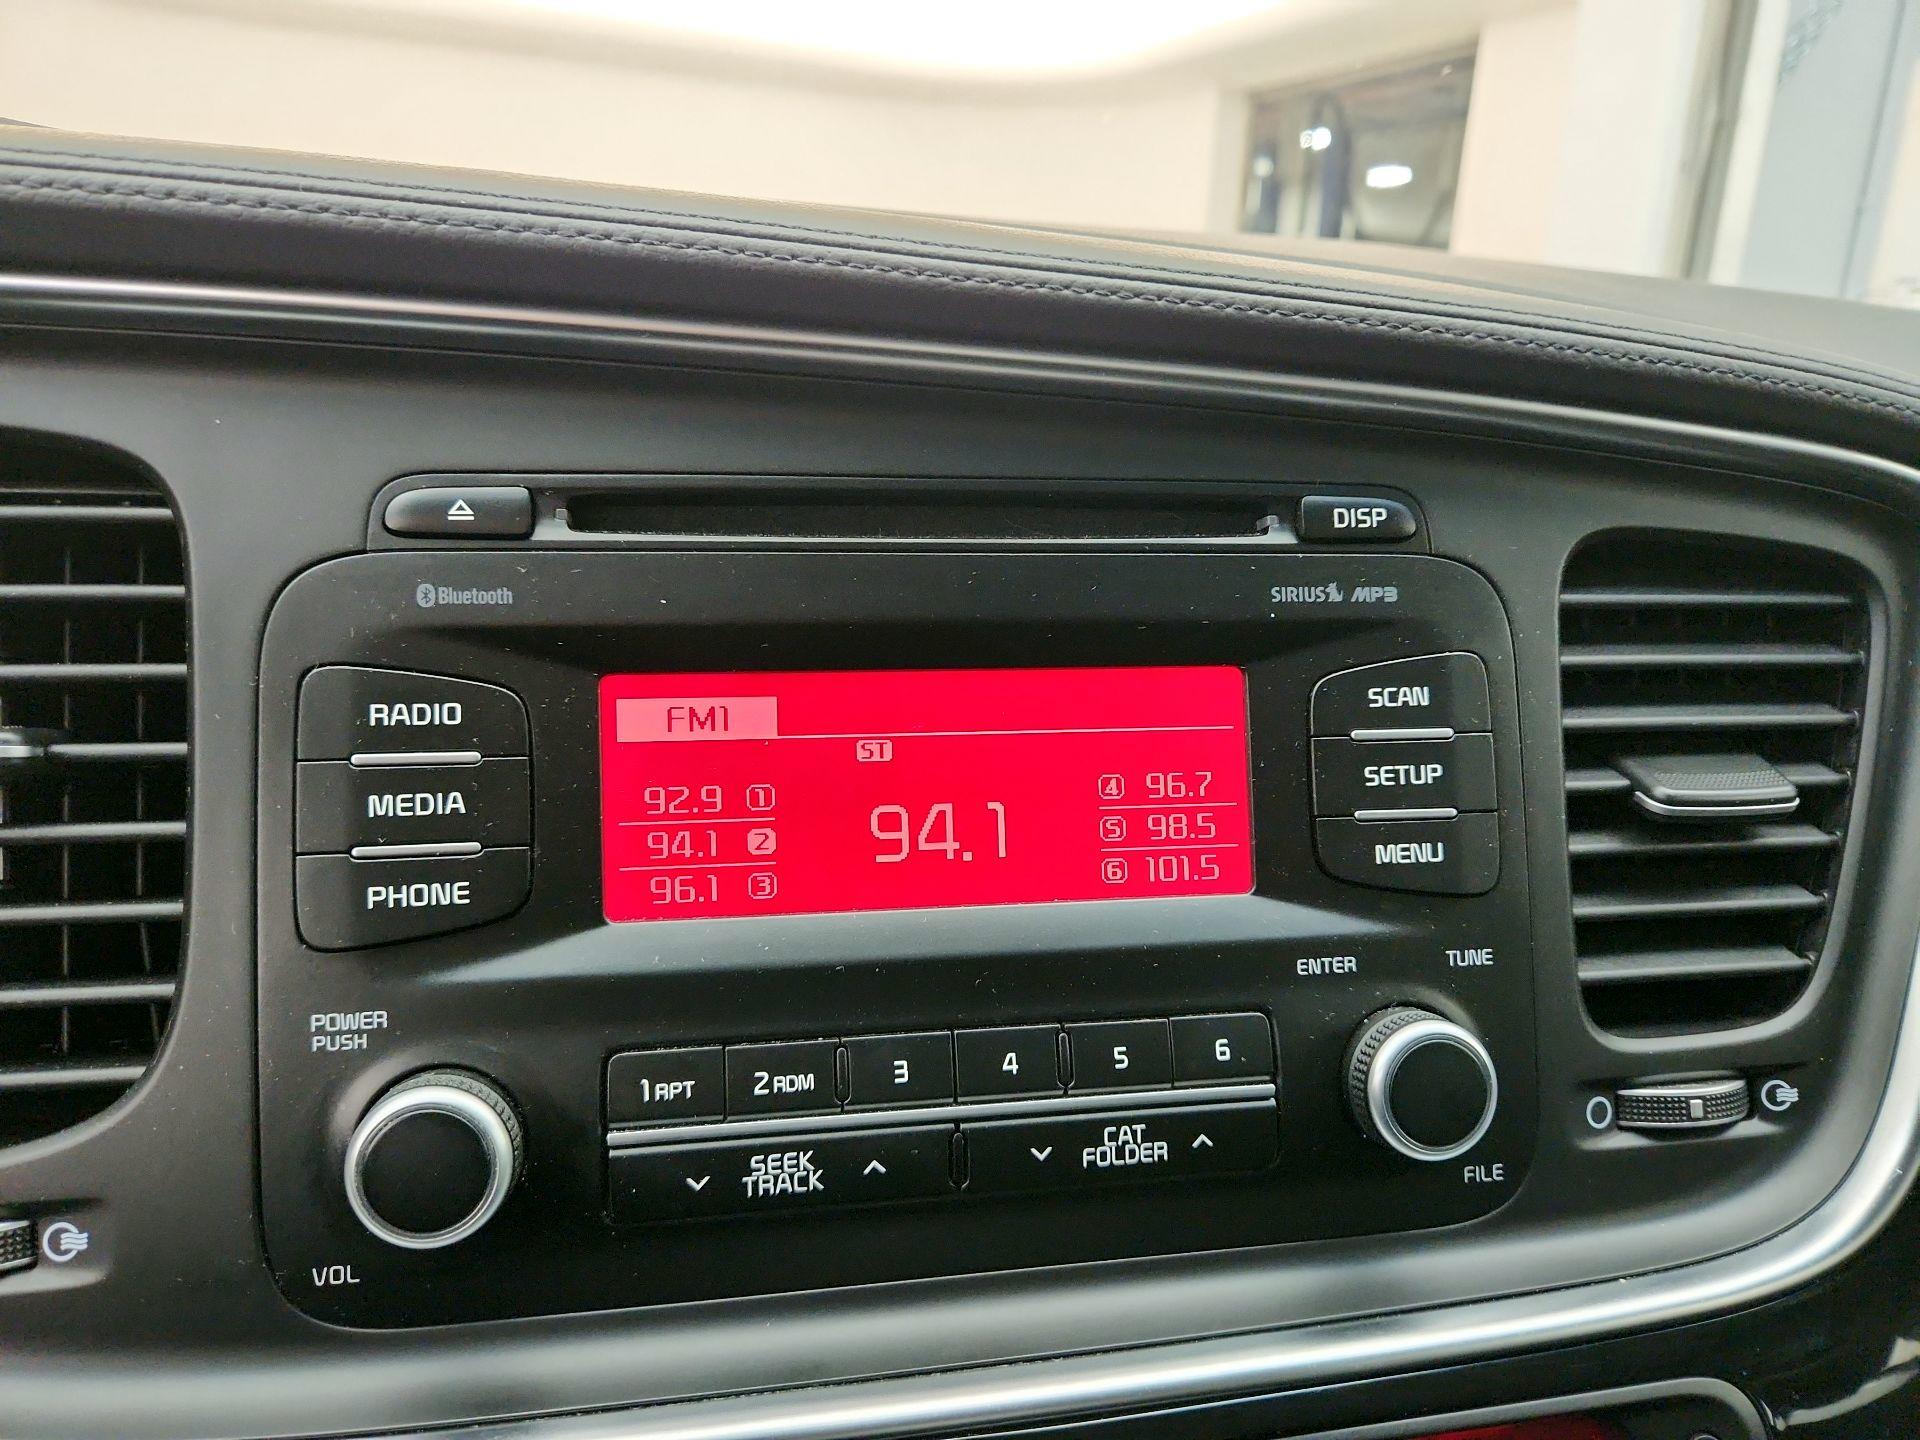 DISP
Bluetooth
SIRIUS MP3
RADIO
MEDIA
PHONE
FM1
ST
92.9 1
94.1 2
96.1 3
94.1
4 96.7
5 98.5
6 101.5
SCAN
SETUP
MENU
ENTER
TUNE
POWER
PUSH
VOL
1 RPT
2 RDM
3
4
5
6
SEEK
TRACK
CAT
FOLDER
FILE